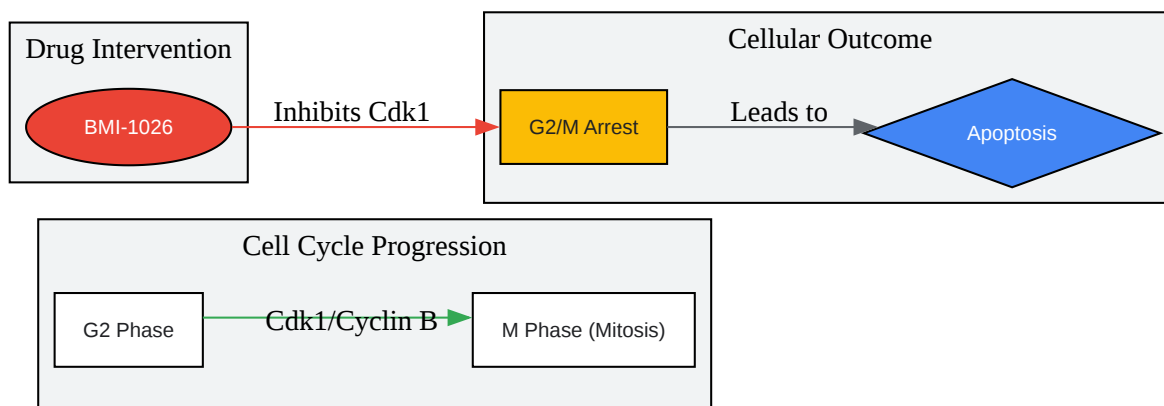 Drug Intervention
BMI-1026
Inhibits Cdk1
Cellular Outcome
G2/M Arrest
Leads to
Apoptosis
Cell Cycle Progression
G2 Phase
Cdk1/Cyclin B
M Phase (Mitosis)